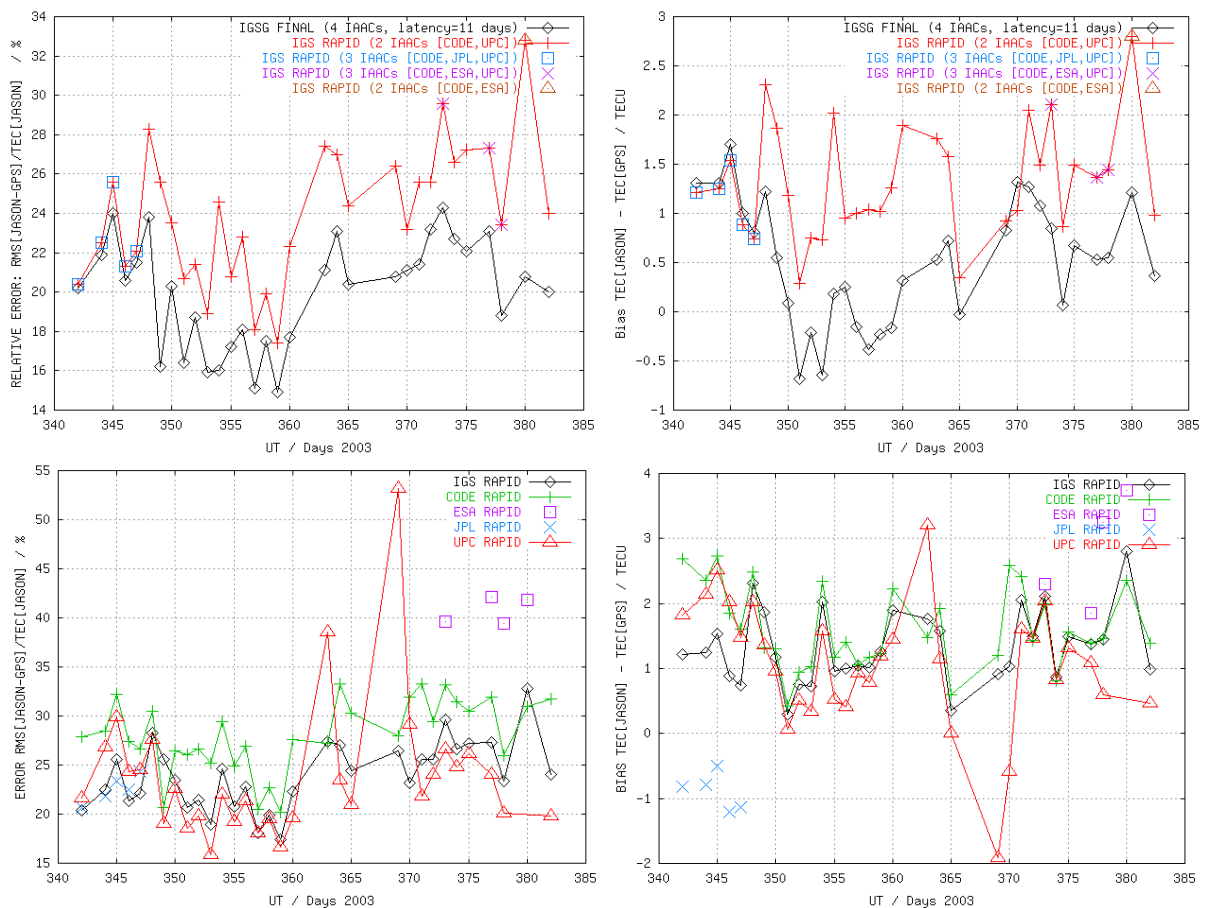 IGSG FINAL (4 IAACs, latency=11 days)
IGS RAPID (2 IAACs [CODE,UPC])
IGS RAPID (3 IAACs [CODE,JPL,UPC])
IGS RAPID (3 IAACs [CODE,ESA,UPC])
IGS RAPID (2 IAACs [CODE,ESA])
RELATIVE ERROR: RMS[JASON-GPS]/TEC[JASON] / %
34
32
30
28
26
24
22
20
18
16
14
340 345 350 355 360 365 370 375 380 385
UT / Days 2003
IGSG FINAL (4 IAACs, latency=11 days)
IGS RAPID (2 IAACs [CODE,UPC])
IGS RAPID (3 IAACs [CODE,JPL,UPC])
IGS RAPID (3 IAACs [CODE,ESA,UPC])
IGS RAPID (2 IAACs [CODE,ESA])
Bias TEC[JASON] - TEC[GPS] / TECU
3
2.5
2
1.5
1
0.5
0
-0.5
-1
340 345 350 355 360 365 370 375 380 385
UT / Days 2003
IGS RAPID
CODE RAPID
ESA RAPID
JPL RAPID
UPC RAPID
ERROR RMS[JASON-GPS]/TEC[JASON] / %
55
50
45
40
35
30
25
20
15
340 345 350 355 360 365 370 375 380 385
UT / Days 2003
IGS RAPID
CODE RAPID
ESA RAPID
JPL RAPID
UPC RAPID
BIAS TEC[JASON] - TEC[GPS] / TECU
4
3
2
1
0
-1
-2
340 345 350 355 360 365 370 375 380 385
UT / Days 2003